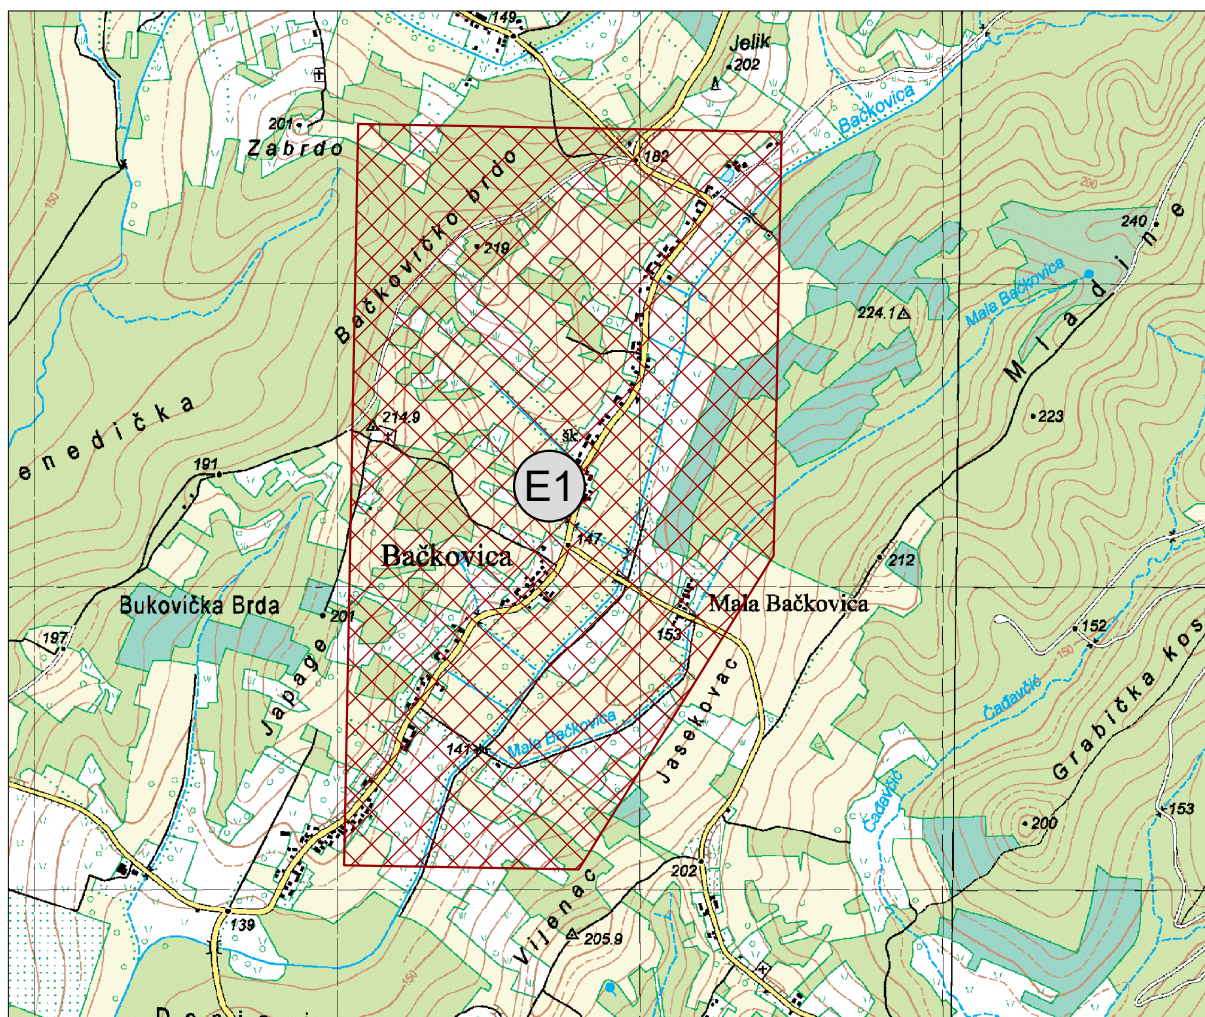 149
Jelik
202
Bačkovica
201
Zabrdo
182
150
200
Bačkovičko brdo
219
240
Mladine
Mala Bačkovica
224.1
214.9
enedička
šk
191
223
E1
147
Bačkovica
212
Bukovička Brda
201
Mala Bačkovica
153
152
150
197
Japage
Jasekovac
Čađavčić
Grabička kos
141
Mala Bačkovica
Čađavčić
153
200
202
Vijenac
139
205.9
150